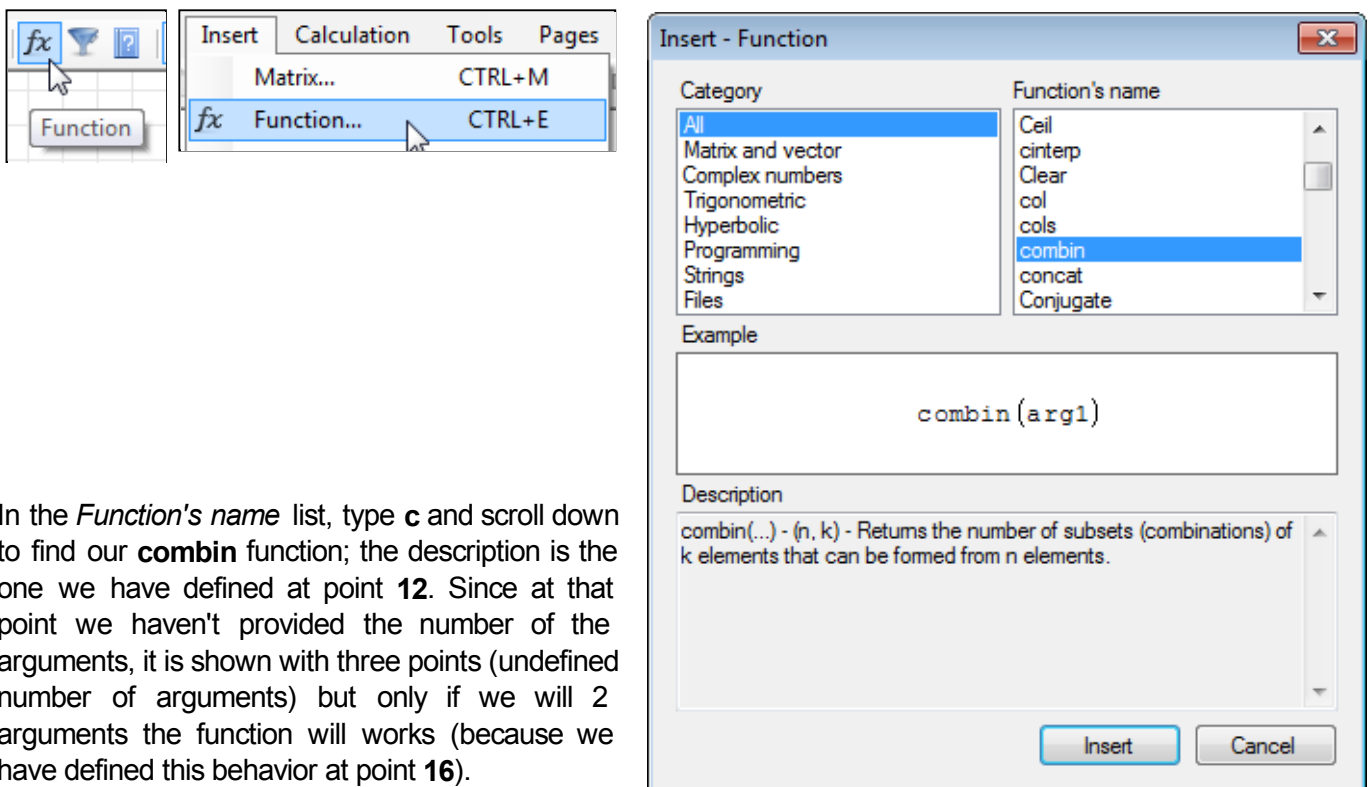 fx
Function
Insert Calculation Tools Pages
Matrix... CTRL+M
fx Function... CTRL+E
In the Function's name list, type c and scroll down
to find our combin function; the description is the
one we have defined at point 12. Since at that
point we haven't provided the number of the
arguments, it is shown with three points (undefined
number of arguments) but only if we will 2
arguments the function will works (because we
have defined this behavior at point 16).
Insert - Function
Category
All
Matrix and vector
Complex numbers
Trigonometric
Hyperbolic
Programming
Strings
Files
Function's name
Ceil
cinterp
Clear
col
cols
combin
concat
Conjugate
Example
combin(arg1)
Description
combin(...) - (n, k) - Returns the number of subsets (combinations) of
k elements that can be formed from n elements.
Insert Cancel